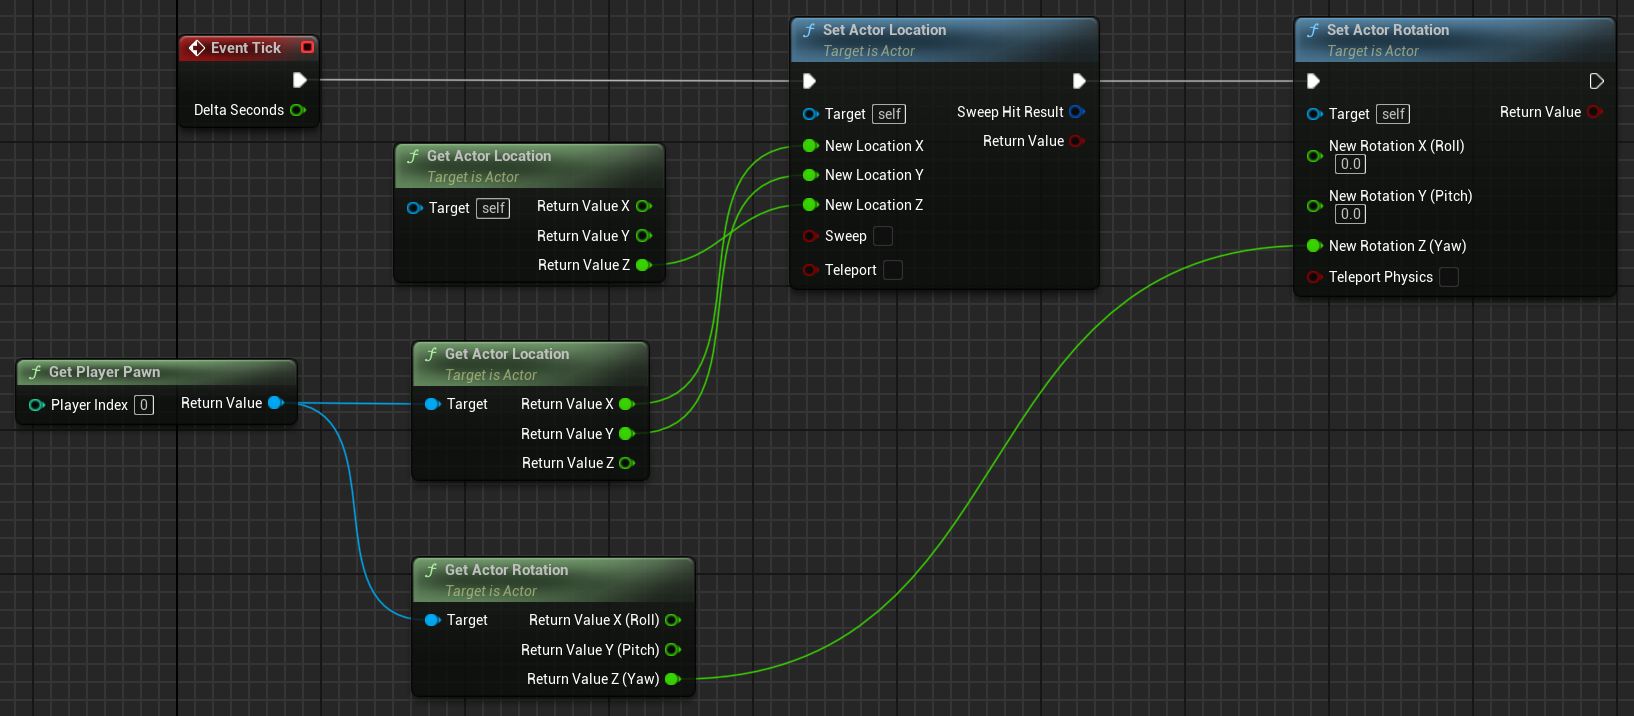 Event Tick
Delta Seconds
Get Actor Location
Target is Actor
Target self
Return Value X
Return Value Y
Return Value Z
Set Actor Location
Target is Actor
Target self
Sweep Hit Result
Return Value
New Location X
New Location Y
New Location Z
Sweep
Teleport
Set Actor Rotation
Target is Actor
Target self
Return Value
New Rotation X (Roll)
0.0
New Rotation Y (Pitch)
0.0
New Rotation Z (Yaw)
Teleport Physics
Get Player Pawn
Player Index 0
Return Value
Get Actor Location
Target is Actor
Target
Return Value X
Return Value Y
Return Value Z
Get Actor Rotation
Target is Actor
Target
Return Value X (Roll)
Return Value Y (Pitch)
Return Value Z (Yaw)